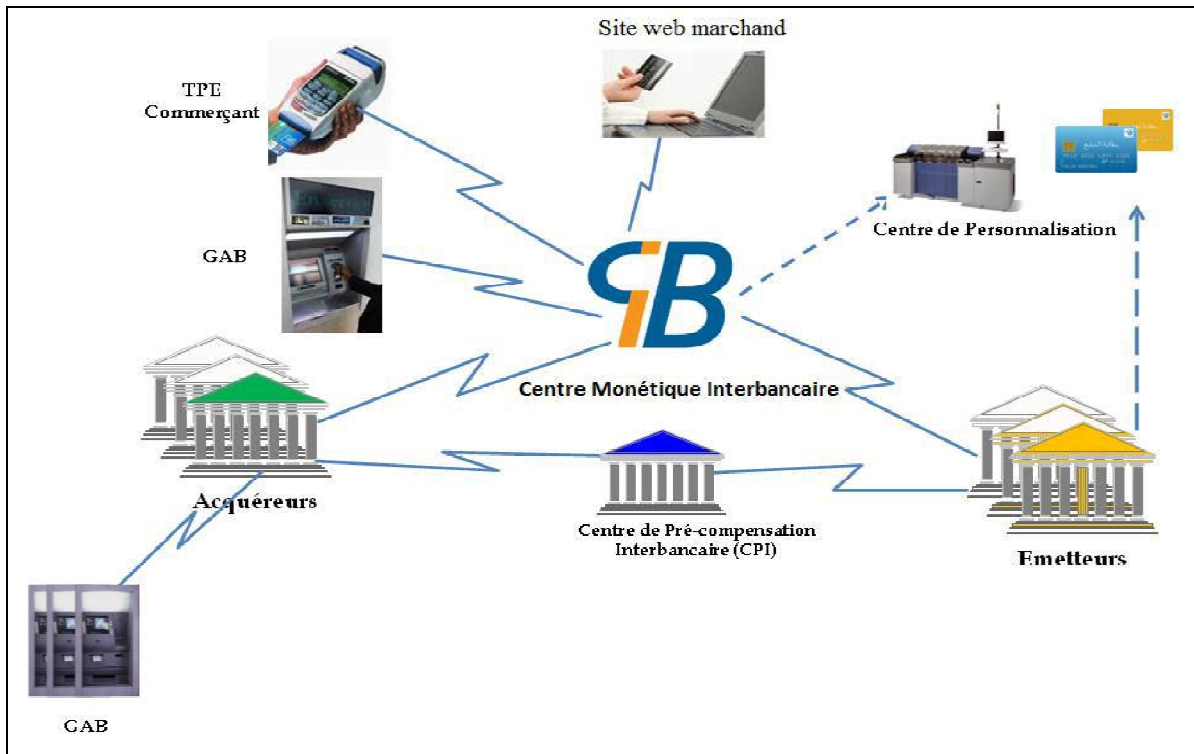 Site web marchand
TPE
Commerçant
Centre de Personnalisation
GAB
CIB
Centre Monétique Interbancaire
Acquéreurs
Centre de Pré-compensation
Interbancaire (CPI)
Emetteurs
GAB